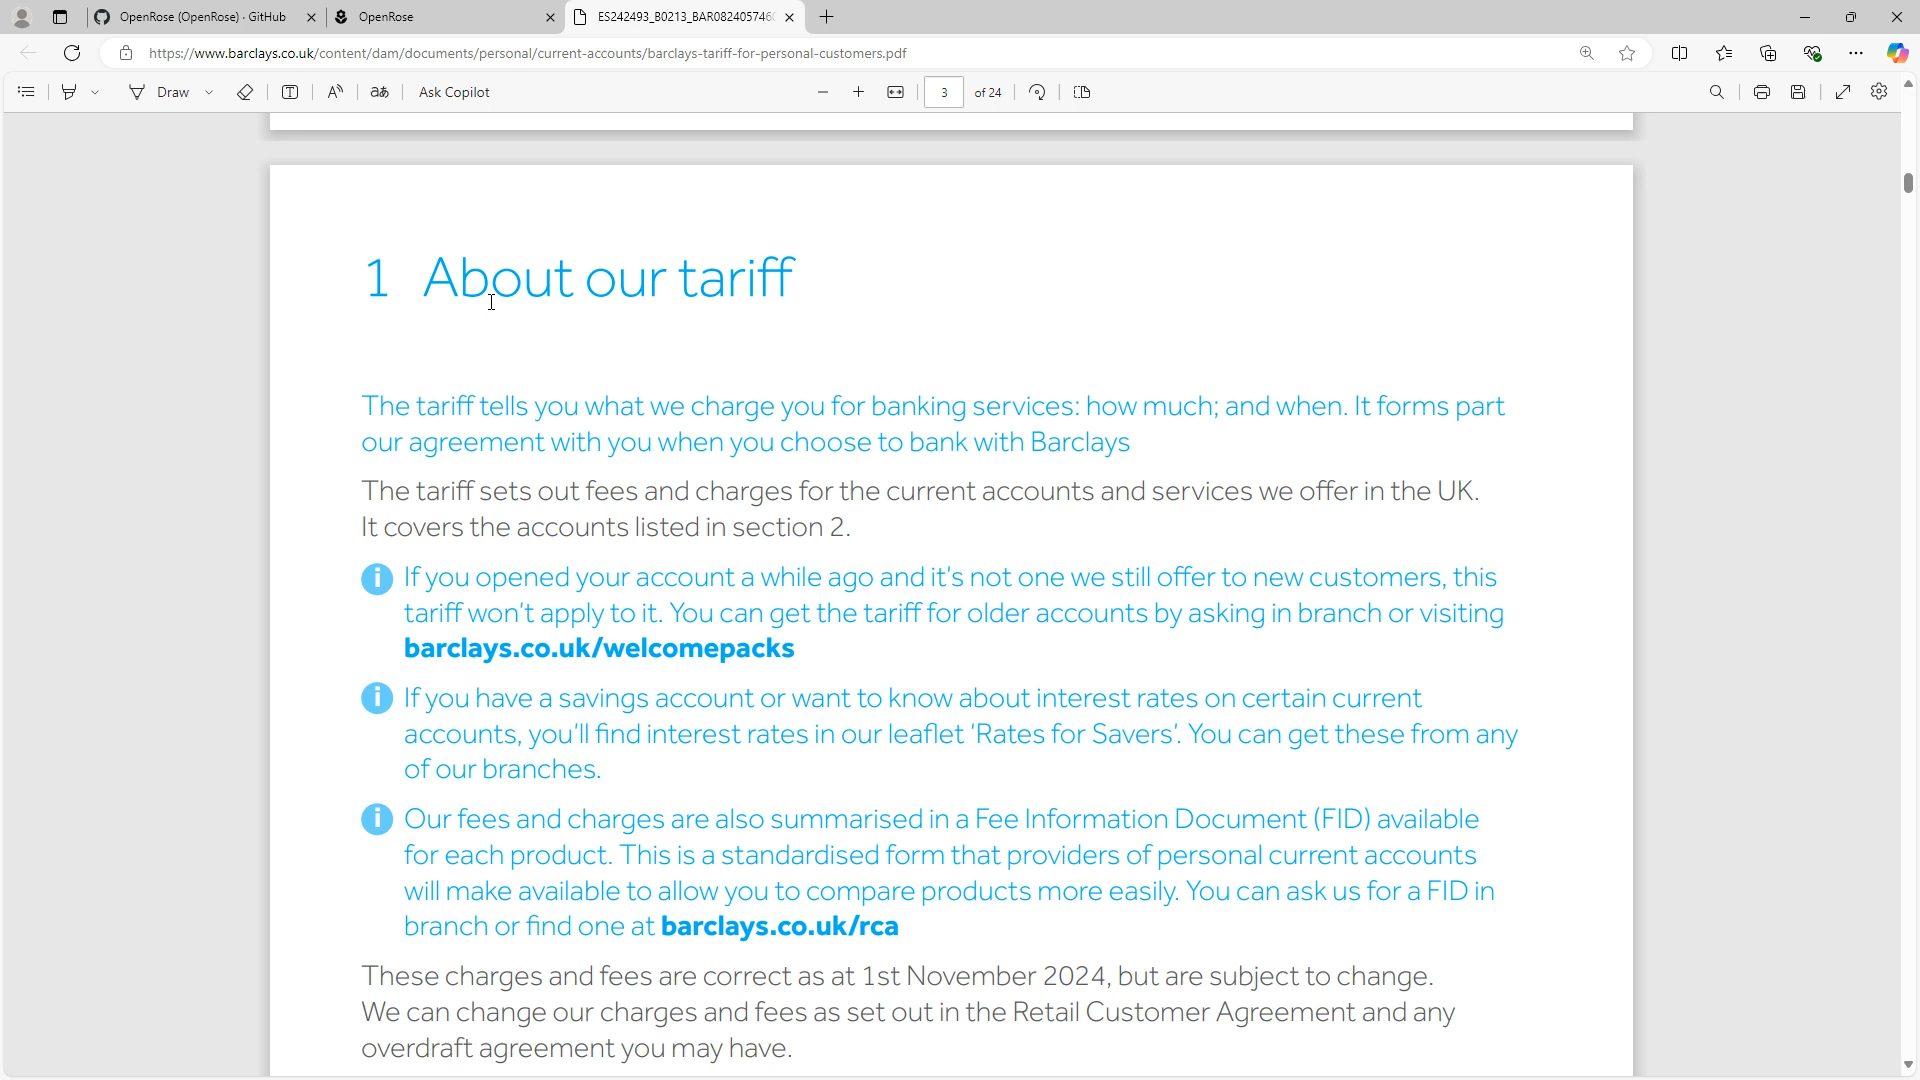 OpenRose (OpenRose) · GitHub
OpenRose
ES242493_B0213_BAR0824057460
https://www.barclays.co.uk/content/dam/documents/personal/current-accounts/barclays-tariff-for-personal-customers.pdf
Draw
Ask Copilot
3 of 24
1 About our tariff
The tariff tells you what we charge you for banking services: how much; and when. It forms part
our agreement with you when you choose to bank with Barclays
The tariff sets out fees and charges for the current accounts and services we offer in the UK.
It covers the accounts listed in section 2.
If you opened your account a while ago and it's not one we still offer to new customers, this
tariff won't apply to it. You can get the tariff for older accounts by asking in branch or visiting
barclays.co.uk/welcomepacks
If you have a savings account or want to know about interest rates on certain current
accounts, you'll find interest rates in our leaflet ‘Rates for Savers’. You can get these from any
of our branches.
Our fees and charges are also summarised in a Fee Information Document (FID) available
for each product. This is a standardised form that providers of personal current accounts
will make available to allow you to compare products more easily. You can ask us for a FID in
branch or find one at barclays.co.uk/rca
These charges and fees are correct as at 1st November 2024, but are subject to change.
We can change our charges and fees as set out in the Retail Customer Agreement and any
overdraft agreement you may have.